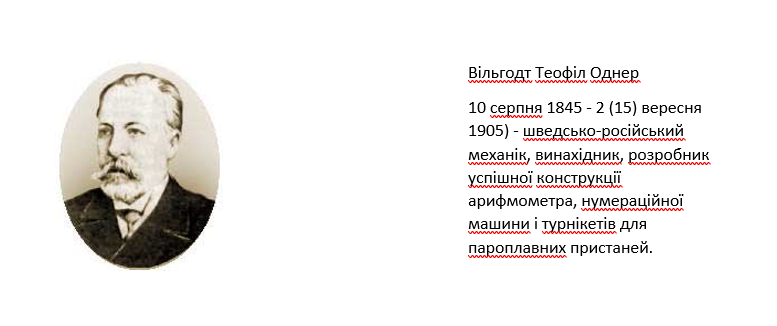 Вільгодт Теофіл Однер
10 серпня 1845 - 2 (15) вересня
1905) - шведсько-російський
механік, винахідник, розробник
успішної конструкції
арифмометра, нумераційної
машини і турнікетів для
пароплавних пристаней.